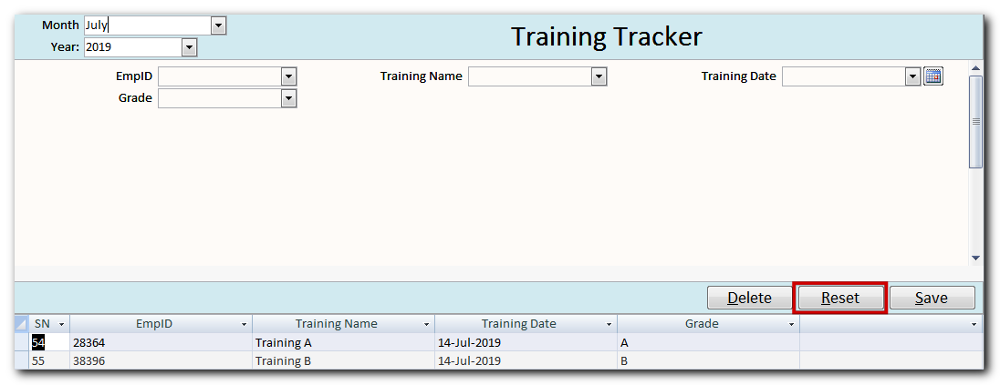 Month July
Training Tracker
Year: 2019
EmpID Training Name Training Date
Grade
Delete Reset Save
SN EmpID Training Name Training Date Grade
54 28364 Training A 14-Jul-2019 A
55 38396 Training B 14-Jul-2019 B